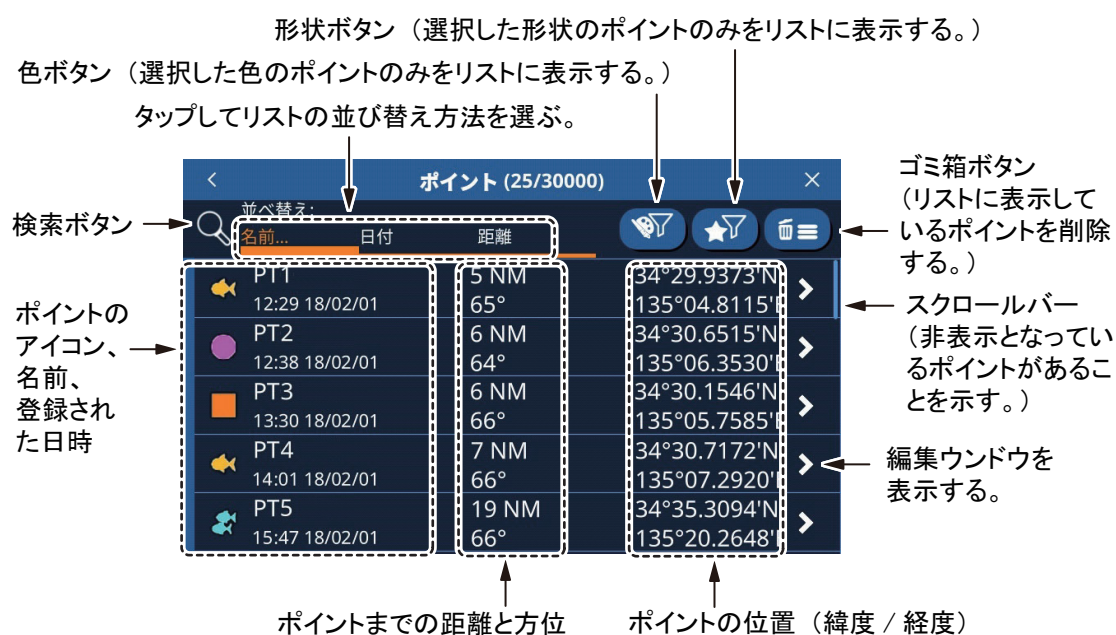 形状ボタン（選択した形状のポイントのみをリストに表示する。）
色ボタン（選択した色のポイントのみをリストに表示する。）
タップしてリストの並び替え方法を選ぶ。
ポイント (25/30000)
検索ボタン
並べ替え:
名前...
日付
距離
ゴミ箱ボタン
（リストに表示して
いるポイントを削除
する。）
ポイントの
アイコン、
名前、
登録され
た日時
PT1
12:29 18/02/01
5 NM
65°
34°29.9373'N
135°04.8115'
PT2
12:38 18/02/01
6 NM
64°
34°30.6515'N
135°06.3530'
PT3
13:30 18/02/01
6 NM
66°
34°30.1546'N
135°05.7585'
PT4
14:01 18/02/01
7 NM
66°
34°30.7172'N
135°07.2920'
PT5
15:47 18/02/01
19 NM
66°
34°35.3094'N
135°20.2648'
スクロールバー
（非表示となってい
るポイントがあるこ
とを示す。）
編集ウンドウを
表示する。
ポイントまでの距離と方位
ポイントの位置（緯度 / 経度）